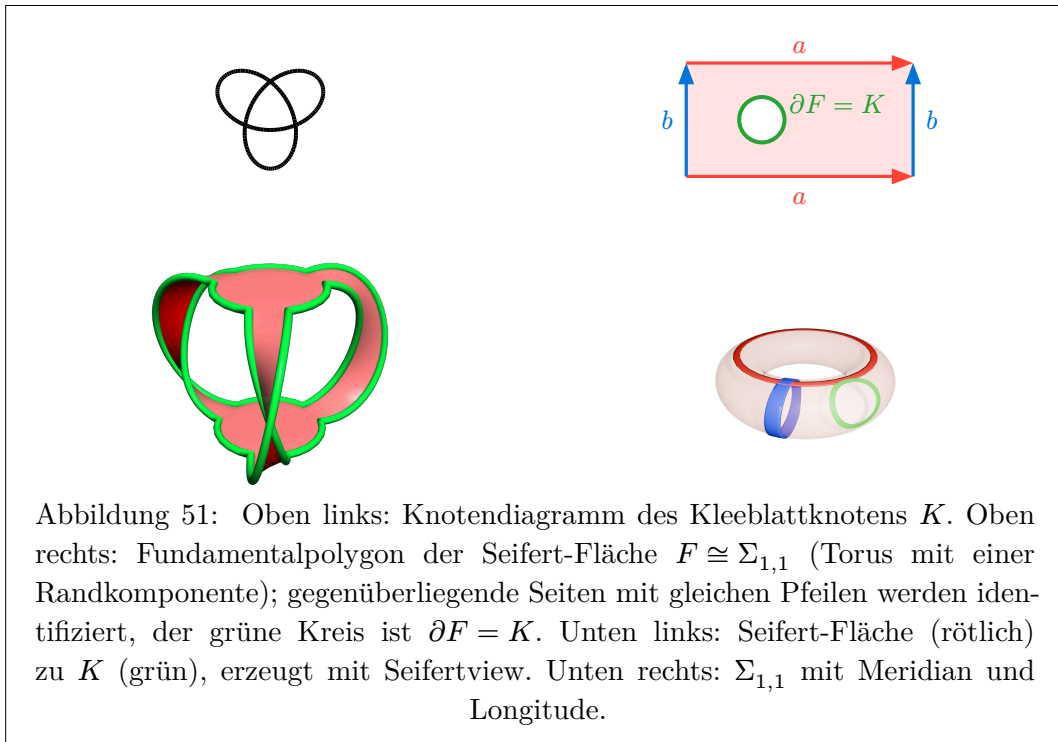 a
∂F = K
b
b
a
Abbildung 51: Oben links: Knotendiagramm des Kleeblattknotens K. Oben
rechts: Fundamentalpolygon der Seifert-Fläche F ≅ Σ₁,₁ (Torus mit einer
Randkomponente); gegenüberliegende Seiten mit gleichen Pfeilen werden iden-
tifiziert, der grüne Kreis ist ∂F = K. Unten links: Seifert-Fläche (rötlich)
zu K (grün), erzeugt mit Seifertview. Unten rechts: Σ₁,₁ mit Meridian und
Longitude.